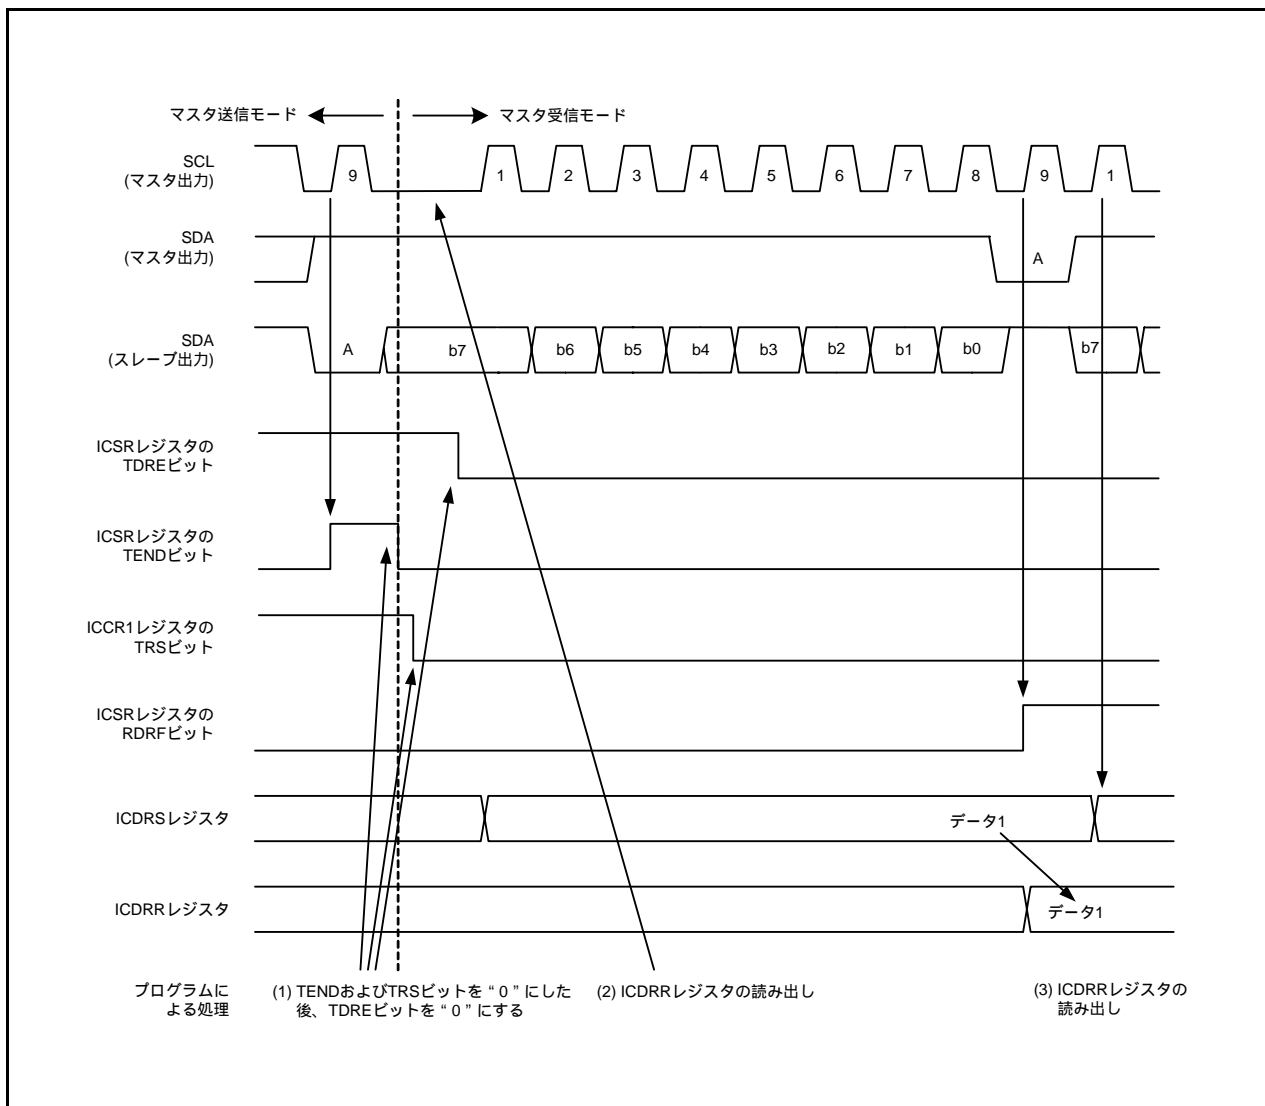 マスタ送信モード
マスタ受信モード
SCL
(マスタ出力)
9
1
2
3
4
5
6
7
8
9
1
SDA
(マスタ出力)
A
SDA
(スレーブ出力)
A
b7
b6
b5
b4
b3
b2
b1
b0
b7
ICSRレジスタの
TDREビット
ICSRレジスタの
TENDビット
ICCR1レジスタの
TRSビット
ICSRレジスタの
RDRFビット
ICDRSレジスタ
データ1
ICDRRレジスタ
データ1
プログラムに
よる処理
(1) TENDおよびTRSビットを“0”にした
後、TDREビットを“0”にする
(2) ICDRRレジスタの読み出し
(3) ICDRRレジスタの
読み出し